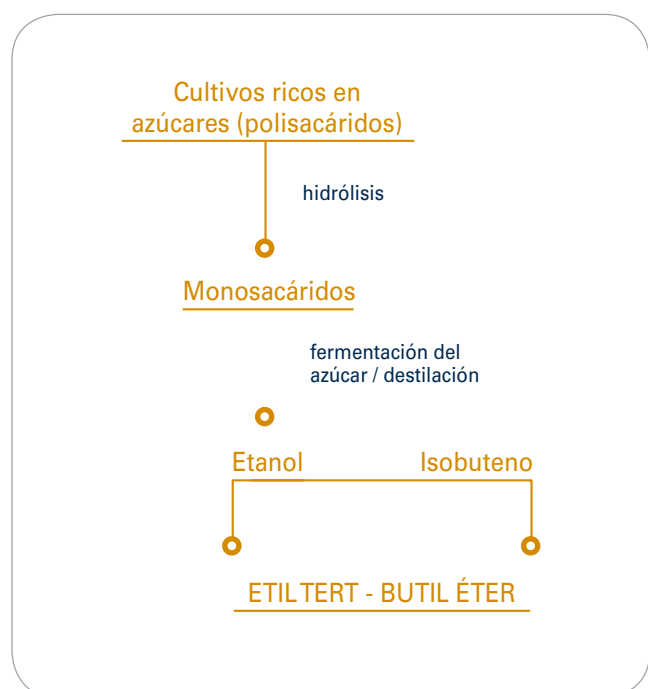 Cultivos ricos en
azúcares (polisacáridos)
hidrólisis
Monosacáridos
fermentación del
azúcar / destilación
Etanol Isobuteno
ETIL TERT - BUTIL ÉTER